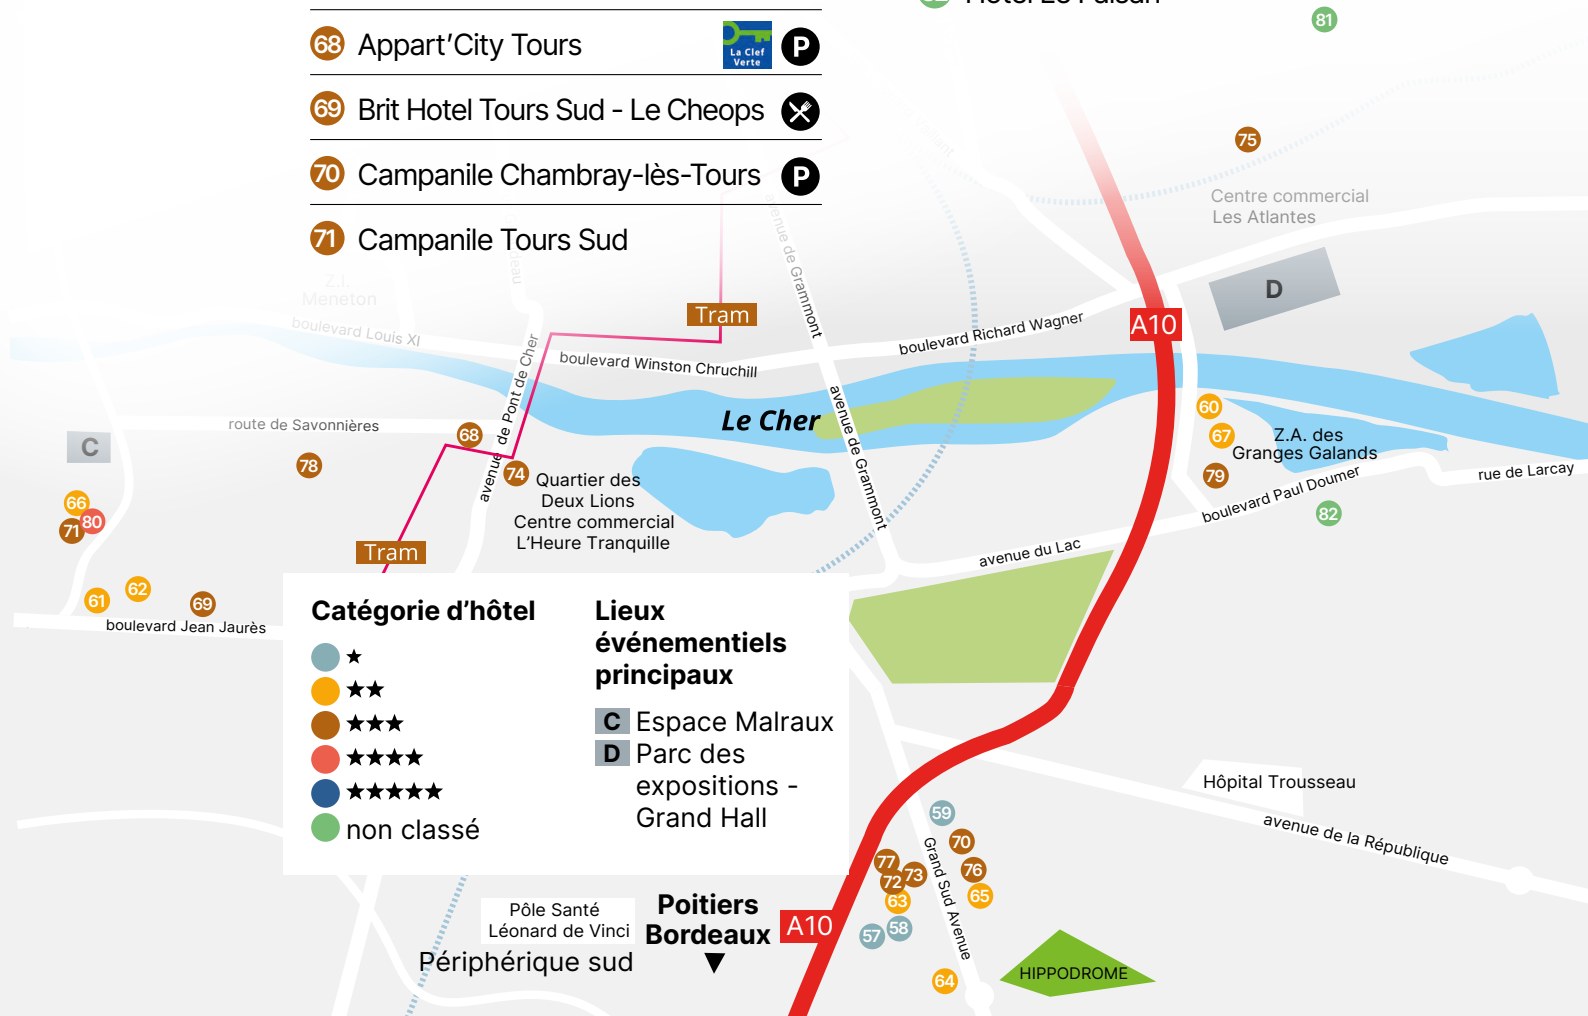 Hôtel Le Faisan
81
68 Appart’City Tours
La Clef
Verte
P
69 Brit Hotel Tours Sud - Le Cheops
70 Campanile Chambray-lès-Tours
P
71 Campanile Tours Sud
75
Centre commercial
Les Atlantes
D
Z.I.
Meneton
boulevard Louis XI
Tram
avenue de Grammont
A10
boulevard Richard Wagner
boulevard Winston Chruchill
avenue de Pont de Cher
Le Cher
avenue de Grammont
route de Savonnières
C
68
78
74
Quartier des
Deux Lions
Centre commercial
L’Heure Tranquille
60
67
Z.A. des
Granges Galands
79
boulevard Paul Doumer
rue de Larcay
82
66
80
71
Tram
avenue du Lac
61
62
69
boulevard Jean Jaurès
Catégorie d’hôtel
non classé
Lieux
événementiels
principaux
C Espace Malraux
D Parc des
expositions -
Grand Hall
Hôpital Trousseau
avenue de la République
59
70
77
73
72
76
63
65
58
57
64
Grand Sud Avenue
Pôle Santé
Léonard de Vinci
Poitiers
Bordeaux
A10
Périphérique sud
HIPPODROME